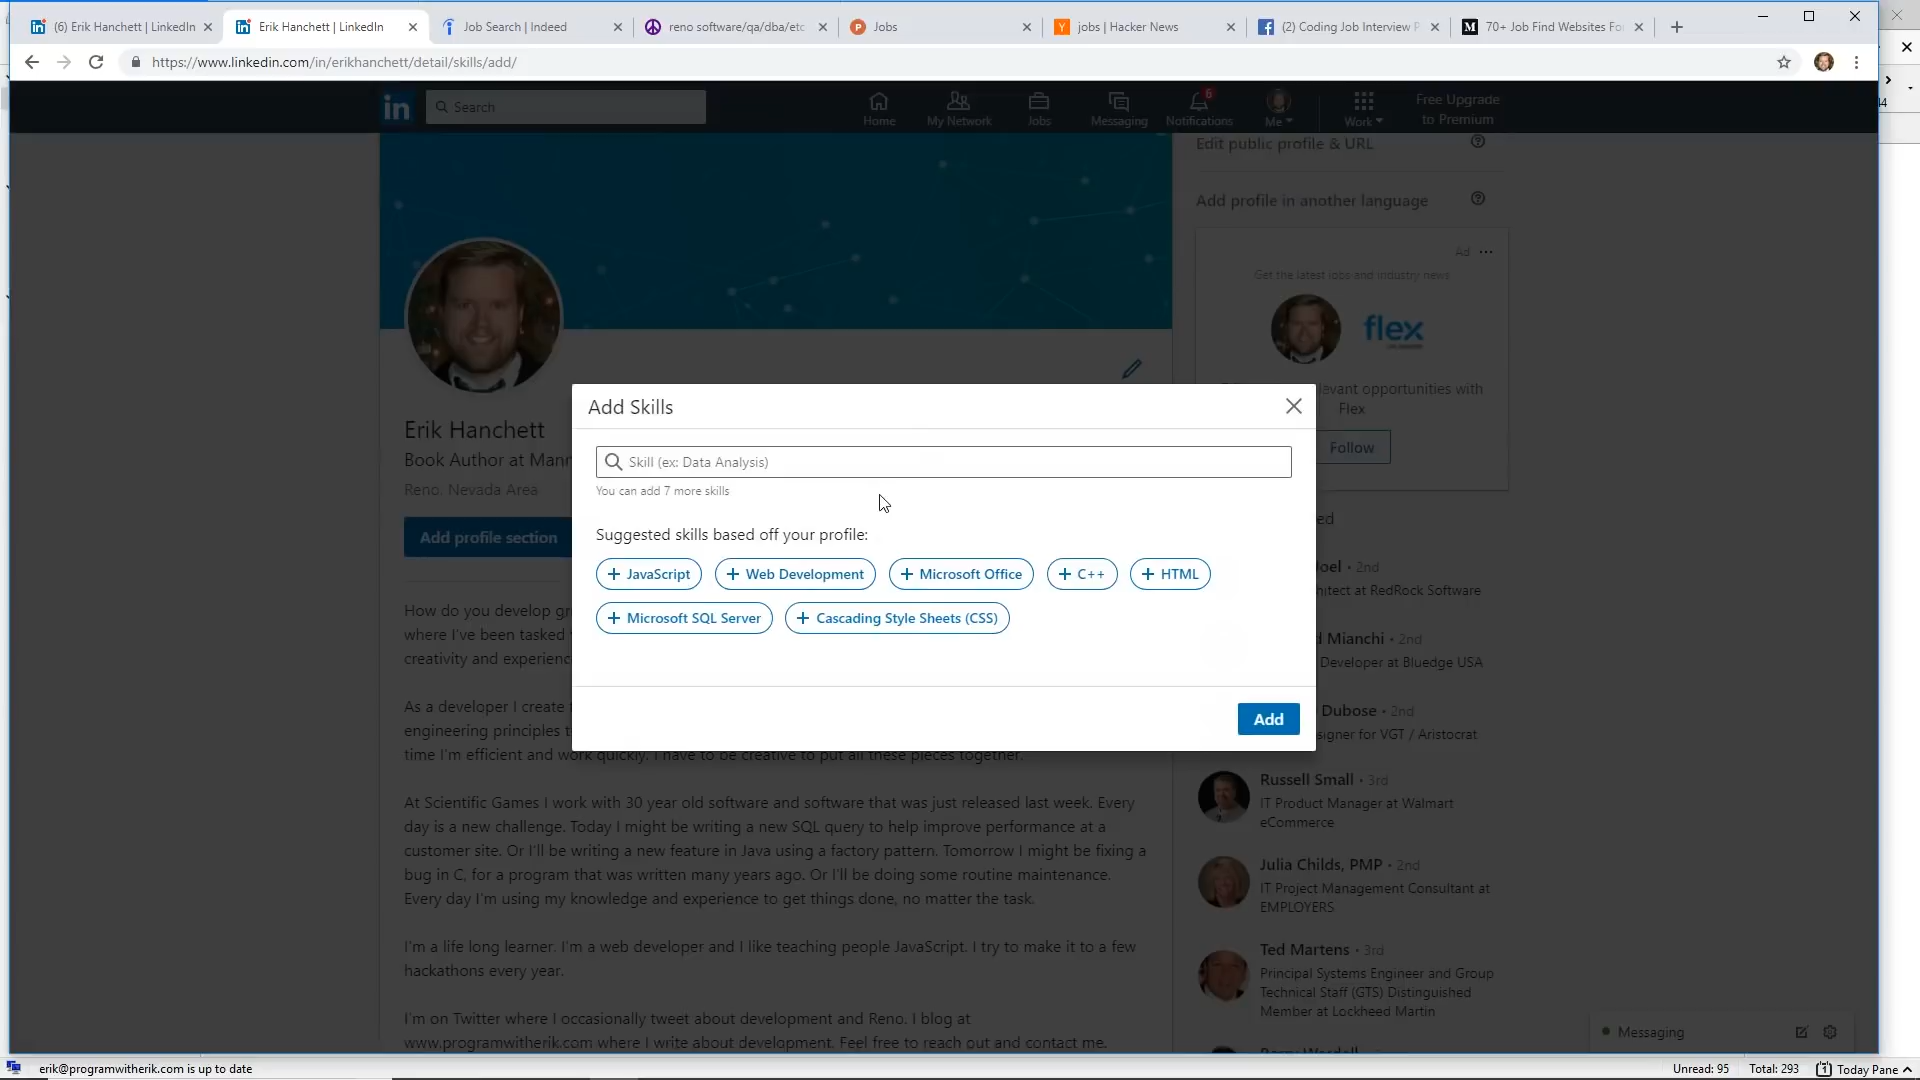 (6) Erik Hanchett | LinkedIn
Erik Hanchett | LinkedIn
Job Search | Indeed
reno software/qa/dba/etc
Jobs
jobs | Hacker News
(2) Coding Job Interview P
70+ Job Find Websites Fo
https://www.linkedin.com/in/erikhanchett/detail/skills/add/
44
in
Search
Home
My Network
Jobs
Messaging
6
Notifications
Me
Work
Free Upgrade
to Premium
Edit public profile & URL
Add profile in another language
Ad
Get the latest jobs and industry news
flex
levant opportunities with
Flex
Follow
Erik Hanchett
Book Author at Mann
Reno, Nevada Area
Add profile section
Add Skills
Skill (ex: Data Analysis)
You can add 7 more skills
Suggested skills based off your profile:
JavaScript
Web Development
Microsoft Office
C++
HTML
Microsoft SQL Server
Cascading Style Sheets (CSS)
Add
How do you develop gr
where I've been tasked
creativity and experienc
As a developer I create
engineering principles t
time I'm efficient and work quickly. I have to be creative to put all these pieces together.
At Scientific Games I work with 30 year old software and software that was just released last week. Every
day is a new challenge. Today I might be writing a new SQL query to help improve performance at a
customer site. Or I'll be writing a new feature in Java using a factory pattern. Tomorrow I might be fixing a
bug in C, for a program that was written many years ago. Or I'll be doing some routine maintenance.
Every day I'm using my knowledge and experience to get things done, no matter the task.
I'm a life long learner. I'm a web developer and I like teaching people JavaScript. I try to make it to a few
hackathons every year.
I'm on Twitter where I occasionally tweet about development and Reno. I blog at
www.programwitherik.com where I write about development. Feel free to reach out and contact me.
ed
Joel • 2nd
hitect at RedRock Software
d Mianchi • 2nd
Developer at Bluedge USA
Dubose • 2nd
signer for VGT / Aristocrat
Russell Small • 3rd
IT Product Manager at Walmart
eCommerce
Julia Childs, PMP • 2nd
IT Project Management Consultant at
EMPLOYERS
Ted Martens • 3rd
Principal Systems Engineer and Group
Technical Staff (GTS) Distinguished
Member at Lockheed Martin
Messaging
erik@programwitherik.com is up to date
Unread: 95
Total: 293
Today Pane